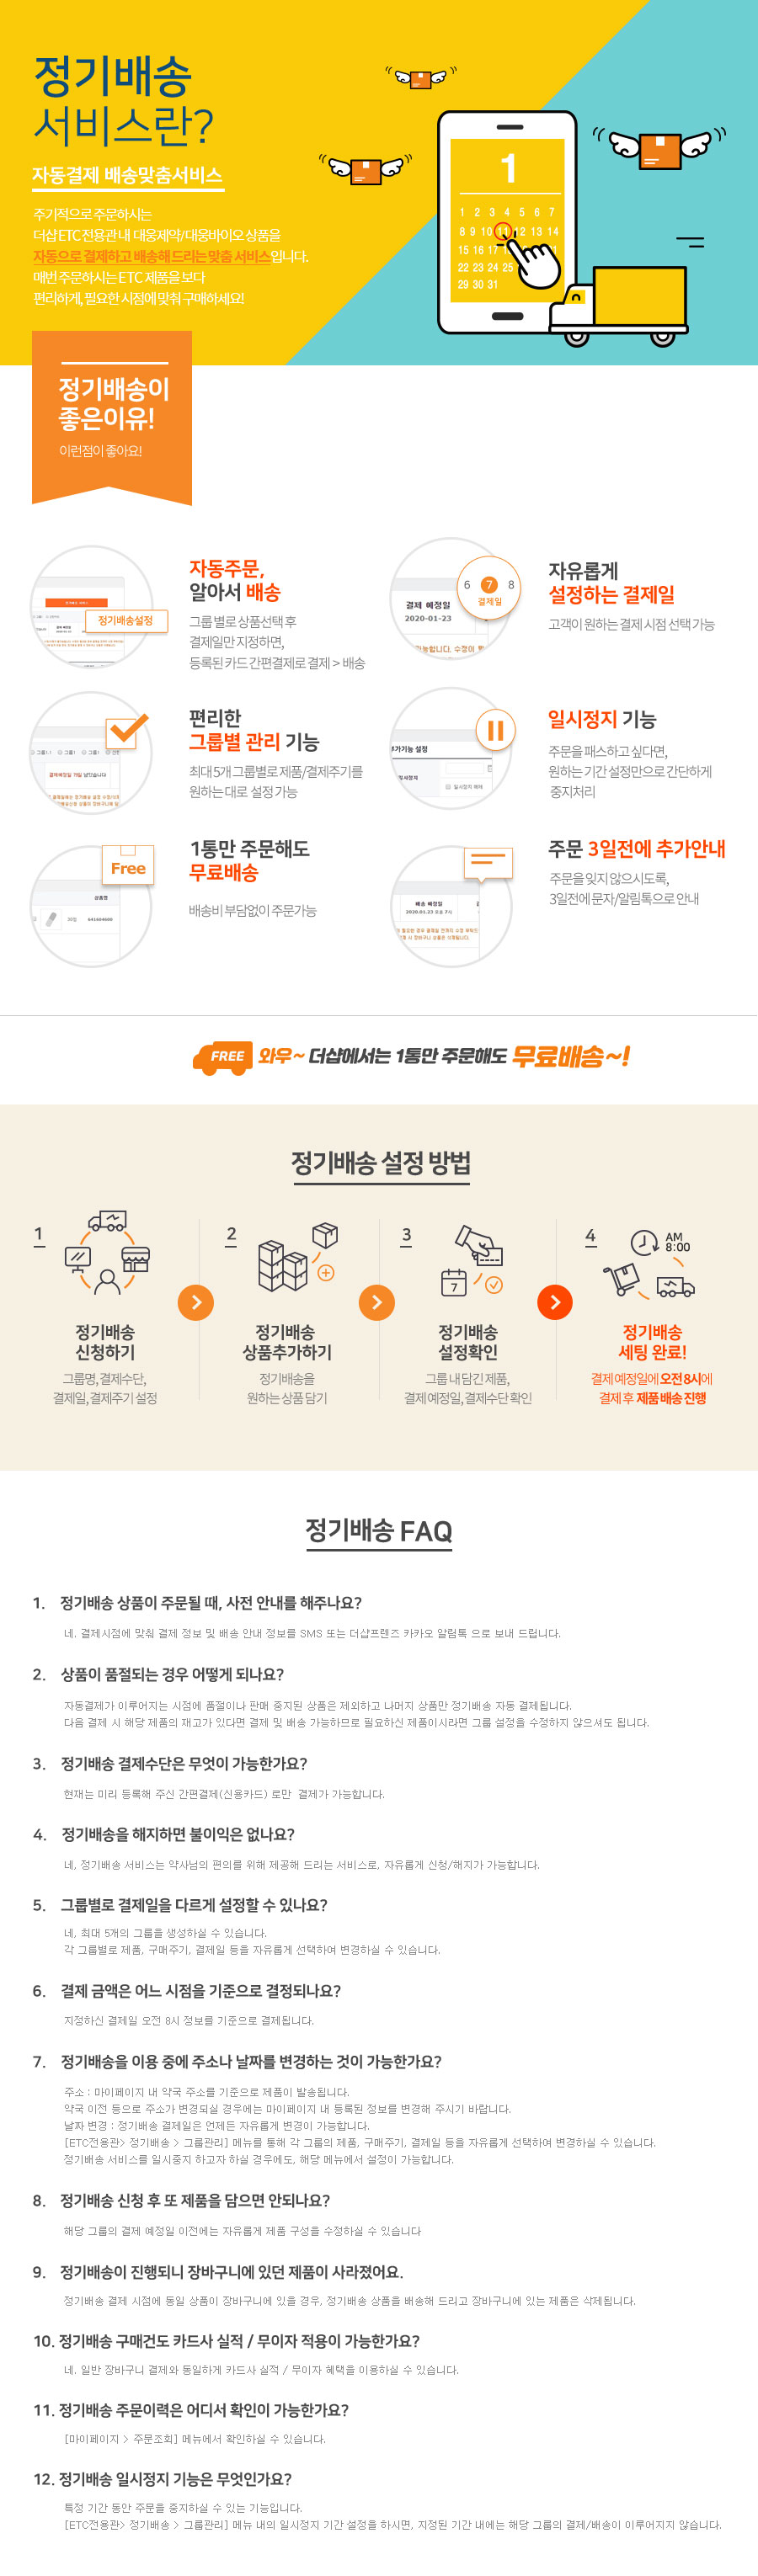 정기배송
서비스란?
자동결제 배송맞춤서비스
주기적으로 주문하시는
더샵 ETC 전용관 내 대웅제약/대웅바이오 상품을
자동으로 결제하고 배송해 드리는 맞춤 서비스입니다.
매번 주문하시는 ETC 제품을 보다
편리하게, 필요한 시점에 맞춰 구매하세요!
1
1 2 3 4 5 6 7
8 9 10 11 12 13 14
15 16 17
22 23 24 25
29 30 31
정기배송이
좋은이유!
이런점이 좋아요!
정기배송설정
자동주문,
알아서 배송
그룹 별로 상품선택 후
결제일만 지정하면,
등록된 카드 간편결제로 결제 > 배송
6 7 8
결제일
결제 예정일
2020-01-23
자유롭게
설정하는 결제일
고객이 원하는 결제 시점 선택 가능
편리한
그룹별 관리 기능
최대 5개 그룹별로 제품/결제주기를
원하는 대로 설정 가능
일시정지 기능
주문을 패스하고 싶다면,
원하는 기간 설정만으로 간단하게
중지처리
Free
상품명
1통만 주문해도
무료배송
배송비 부담없이 주문가능
배송 예정일
주문 3일전에 추가안내
주문을 잊지 않으시도록,
3일전에 문자/알림톡으로 안내
FREE 와우~ 더샵에서는 1통만 주문해도 무료배송~!
정기배송 설정 방법
1
정기배송
신청하기
그룹명, 결제수단,
결제일, 결제주기 설정
2
정기배송
상품추가하기
정기배송을
원하는 상품 담기
3
7
정기배송
설정확인
그룹 내 담긴 제품,
결제 예정일, 결제수단 확인
4
AM
8:00
정기배송
세팅 완료!
결제 예정일에 오전 8시에
결제 후 제품 배송 진행
정기배송 FAQ
1. 정기배송 상품이 주문될 때, 사전 안내를 해주나요?
네. 결제시점에 맞춰 결제 정보 및 배송 안내 정보를 SMS 또는 더샵프렌즈 카카오 알림톡 으로 보내 드립니다.
2. 상품이 품절되는 경우 어떻게 되나요?
자동결제가 이루어지는 시점에 품절이나 판매 중지된 상품은 제외하고 나머지 상품만 정기배송 자동 결제됩니다.
다음 결제 시 해당 제품의 재고가 있다면 결제 및 배송 가능하므로 필요하신 제품이시라면 그룹 설정을 수정하지 않으셔도 됩니다.
3. 정기배송 결제수단은 무엇이 가능한가요?
현재는 미리 등록해 주신 간편결제(신용카드) 로만 결제가 가능합니다.
4. 정기배송을 해지하면 불이익은 없나요?
네, 정기배송 서비스는 약사님의 편의를 위해 제공해 드리는 서비스로, 자유롭게 신청/해지가 가능합니다.
5. 그룹별로 결제일을 다르게 설정할 수 있나요?
네, 최대 5개의 그룹을 생성하실 수 있습니다.
각 그룹별로 제품, 구매주기, 결제일 등을 자유롭게 선택하여 변경하실 수 있습니다.
6. 결제 금액은 어느 시점을 기준으로 결정되나요?
지정하신 결제일 오전 8시 정보를 기준으로 결제됩니다.
7. 정기배송을 이용 중에 주소나 날짜를 변경하는 것이 가능한가요?
주소 : 마이페이지 내 약국 주소를 기준으로 제품이 발송됩니다.
약국 이전 등으로 주소가 변경되실 경우에는 마이페이지 내 등록된 정보를 변경해 주시기 바랍니다.
날짜 변경 : 정기배송 결제일은 언제든 자유롭게 변경이 가능합니다.
[ETC전용관> 정기배송 > 그룹관리] 메뉴를 통해 각 그룹의 제품, 구매주기, 결제일 등을 자유롭게 선택하여 변경하실 수 있습니다.
정기배송 서비스를 일시중지 하고자 하실 경우에도, 해당 메뉴에서 설정이 가능합니다.
8. 정기배송 신청 후 또 제품을 담으면 안되나요?
해당 그룹의 결제 예정일 이전에는 자유롭게 제품 구성을 수정하실 수 있습니다
9. 정기배송이 진행되니 장바구니에 있던 제품이 사라졌어요.
정기배송 결제 시점에 동일 상품이 장바구니에 있을 경우, 정기배송 상품을 배송해 드리고 장바구니에 있는 제품은 삭제됩니다.
10. 정기배송 구매건도 카드사 실적 / 무이자 적용이 가능한가요?
네. 일반 장바구니 결제와 동일하게 카드사 실적 / 무이자 혜택을 이용하실 수 있습니다.
11. 정기배송 주문이력은 어디서 확인이 가능한가요?
[마이페이지 > 주문조회] 메뉴에서 확인하실 수 있습니다.
12. 정기배송 일시정지 기능은 무엇인가요?
특정 기간 동안 주문을 중지하실 수 있는 기능입니다.
[ETC전용관> 정기배송 > 그룹관리] 메뉴 내의 일시정지 기간 설정을 하시면, 지정된 기간 내에는 해당 그룹의 결제/배송이 이루어지지 않습니다.